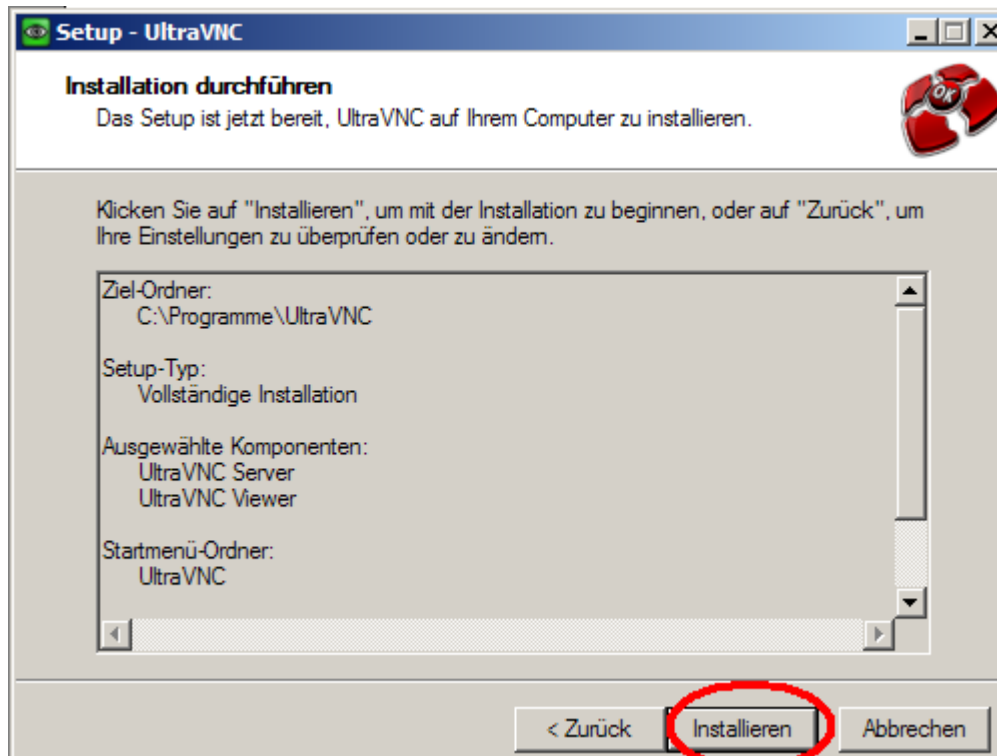 Setup - UltraVNC
Installation durchführen
Das Setup ist jetzt bereit, UltraVNC auf Ihrem Computer zu installieren.
OK
Klicken Sie auf "Installieren", um mit der Installation zu beginnen, oder auf "Zurück", um
Ihre Einstellungen zu überprüfen oder zu ändern.
Ziel-Ordner:
C:\Programme\UltraVNC
Setup-Typ:
Vollständige Installation
Ausgewählte Komponenten:
UltraVNC Server
UltraVNC Viewer
Startmenü-Ordner:
UltraVNC
< Zurück
Installieren
Abbrechen